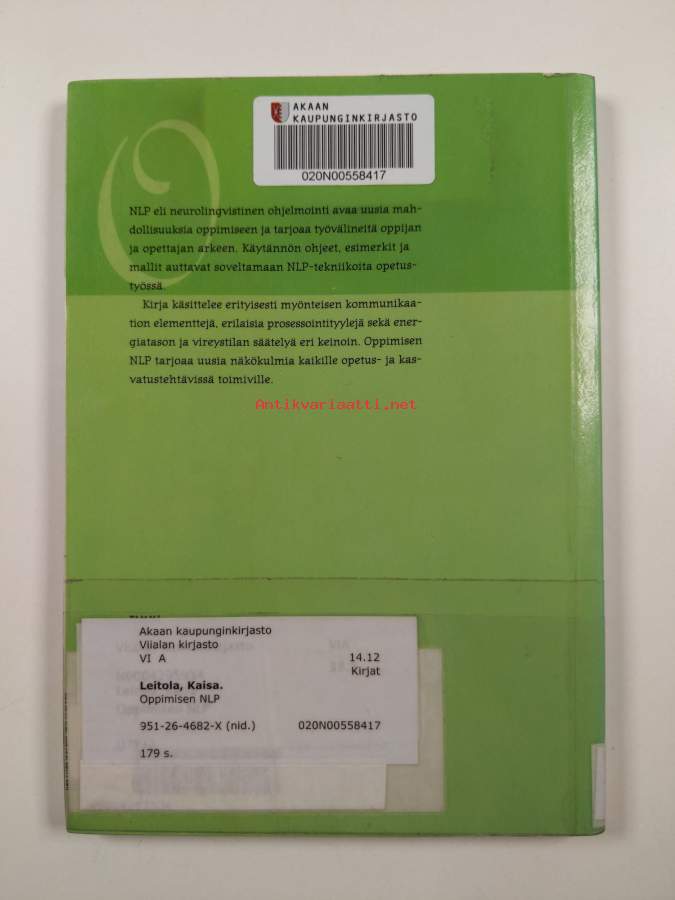 AKAAN
KAUPUNGINKIRJASTO
020N00558417
O
NLP eli neurolingvistinen ohjelmointi avaa uusia mah-
dollisuuksia oppimiseen ja tarjoaa työvälineitä oppijan
ja opettajan arkeen. Käytännön ohjeet, esimerkit ja
mallit auttavat soveltamaan NLP-tekniikoita opetus-
työssä.
Kirja käsittelee erityisesti myönteisen kommunikaa-
tion elementtejä, erilaisia prosessointityylejä sekä ener-
giatason ja vireystilan säätelyä eri keinoin. Oppimisen
NLP tarjoaa uusia näkökulmia kaikille opetus- ja kas-
vatustehtävissä toimiville.
Antikvariaatti.net
Akaan kaupunginkirjasto
Viialan kirjasto
VI A 14.12
Kirjat
Leitola, Kaisa.
Oppimisen NLP
951-26-4682-X (nid.) 020N00558417
179 s.